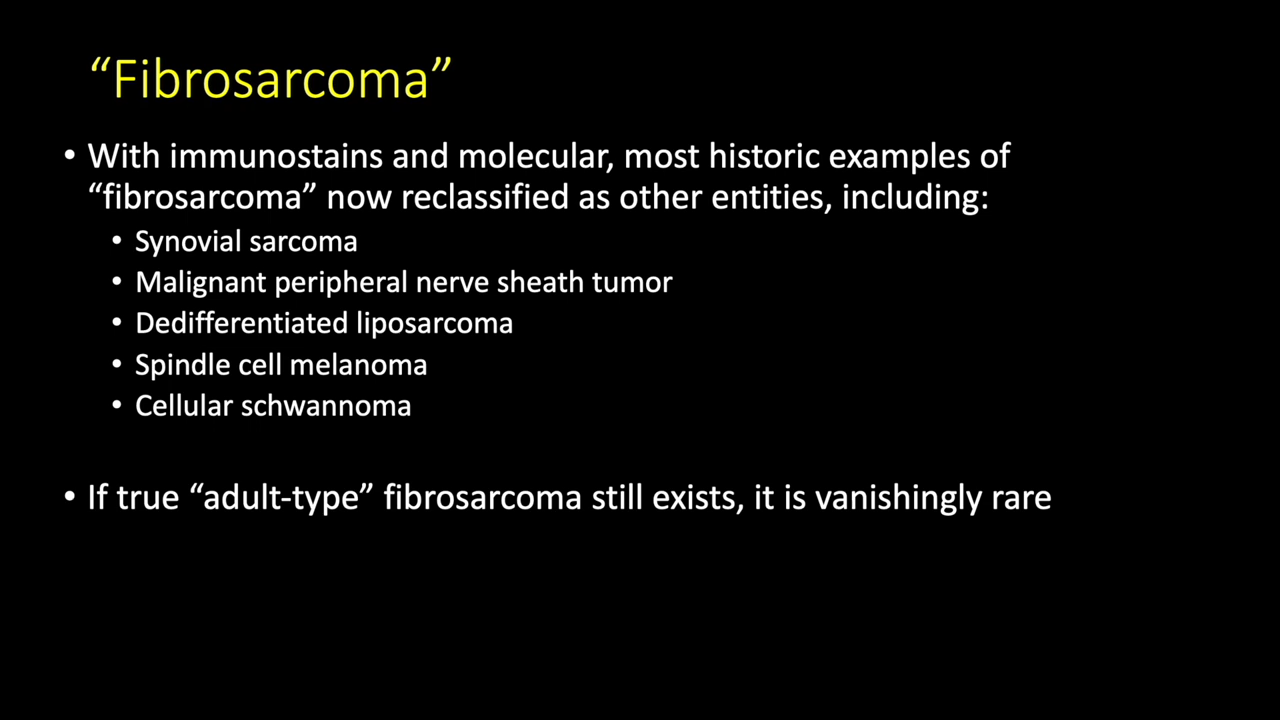 “Fibrosarcoma”
• With immunostains and molecular, most historic examples of
“fibrosarcoma” now reclassified as other entities, including:
• Synovial sarcoma
• Malignant peripheral nerve sheath tumor
• Dedifferentiated liposarcoma
• Spindle cell melanoma
• Cellular schwannoma
• If true “adult-type” fibrosarcoma still exists, it is vanishingly rare